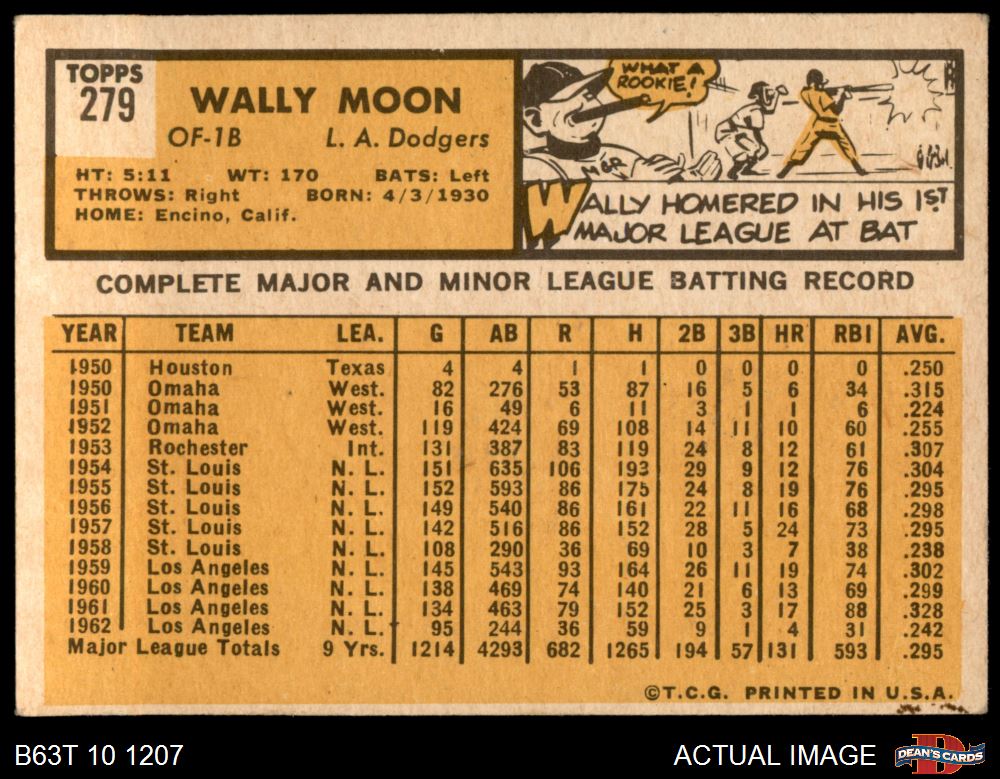 TOPPS
279
WALLY MOON
OF-1B L. A. Dodgers
HT: 5:11 WT: 170 BATS: Left
THROWS: Right BORN: 4/3/1930
HOME: Encino, Calif.
WHAT A
ROOKIE!
WALLY HOMERED IN HIS 1ST
MAJOR LEAGUE AT BAT
COMPLETE MAJOR AND MINOR LEAGUE BATTING RECORD
YEAR TEAM LEA. G AB R H 2B 3B HR RBI AVG.
1950 Houston Texas 4 4 1 1 0 0 0 0 .250
1950 Omaha West. 82 276 53 87 16 5 6 34 .315
1951 Omaha West. 16 49 6 11 3 1 1 6 .224
1952 Omaha West. 119 424 69 108 14 11 10 60 .255
1953 Rochester Int. 131 387 83 119 24 8 12 61 .307
1954 St. Louis N. L. 151 635 106 193 29 9 12 76 .304
1955 St. Louis N. L. 152 593 86 175 24 8 19 76 .295
1956 St. Louis N. L. 149 540 86 161 22 11 16 68 .298
1957 St. Louis N. L. 142 516 86 152 28 5 24 73 .295
1958 St. Louis N. L. 108 290 36 69 10 3 7 38 .238
1959 Los Angeles N. L. 145 543 93 164 26 11 19 74 .302
1960 Los Angeles N. L. 138 469 74 140 21 6 13 69 .299
1961 Los Angeles N. L. 134 463 79 152 25 3 17 88 .328
1962 Los Angeles N. L. 95 244 36 59 9 1 4 31 .242
Major League Totals 9 Yrs. 1214 4293 682 1265 194 57 131 593 .295
©T.C.G. PRINTED IN U.S.A.
B63T 10 1207 ACTUAL IMAGE DEAN'S CARDS